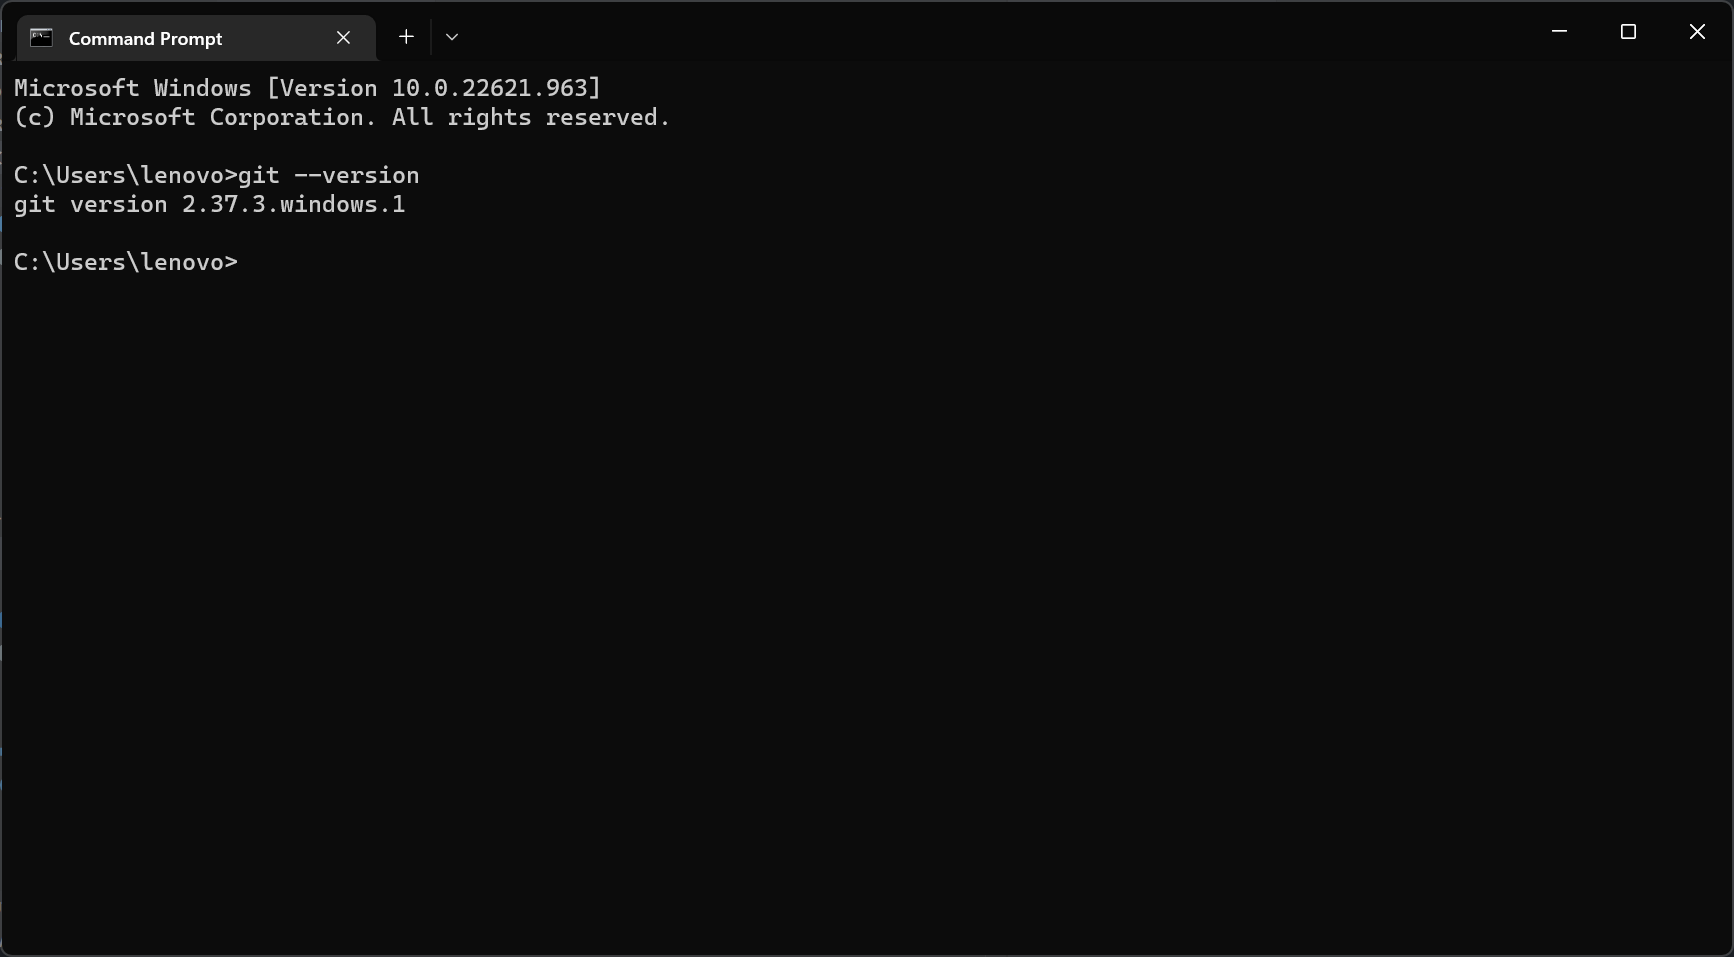 Command Prompt
Microsoft Windows [Version 10.0.22621.963]
(c) Microsoft Corporation. All rights reserved.
C:\Users\lenovo>git --version
git version 2.37.3.windows.1
C:\Users\lenovo>